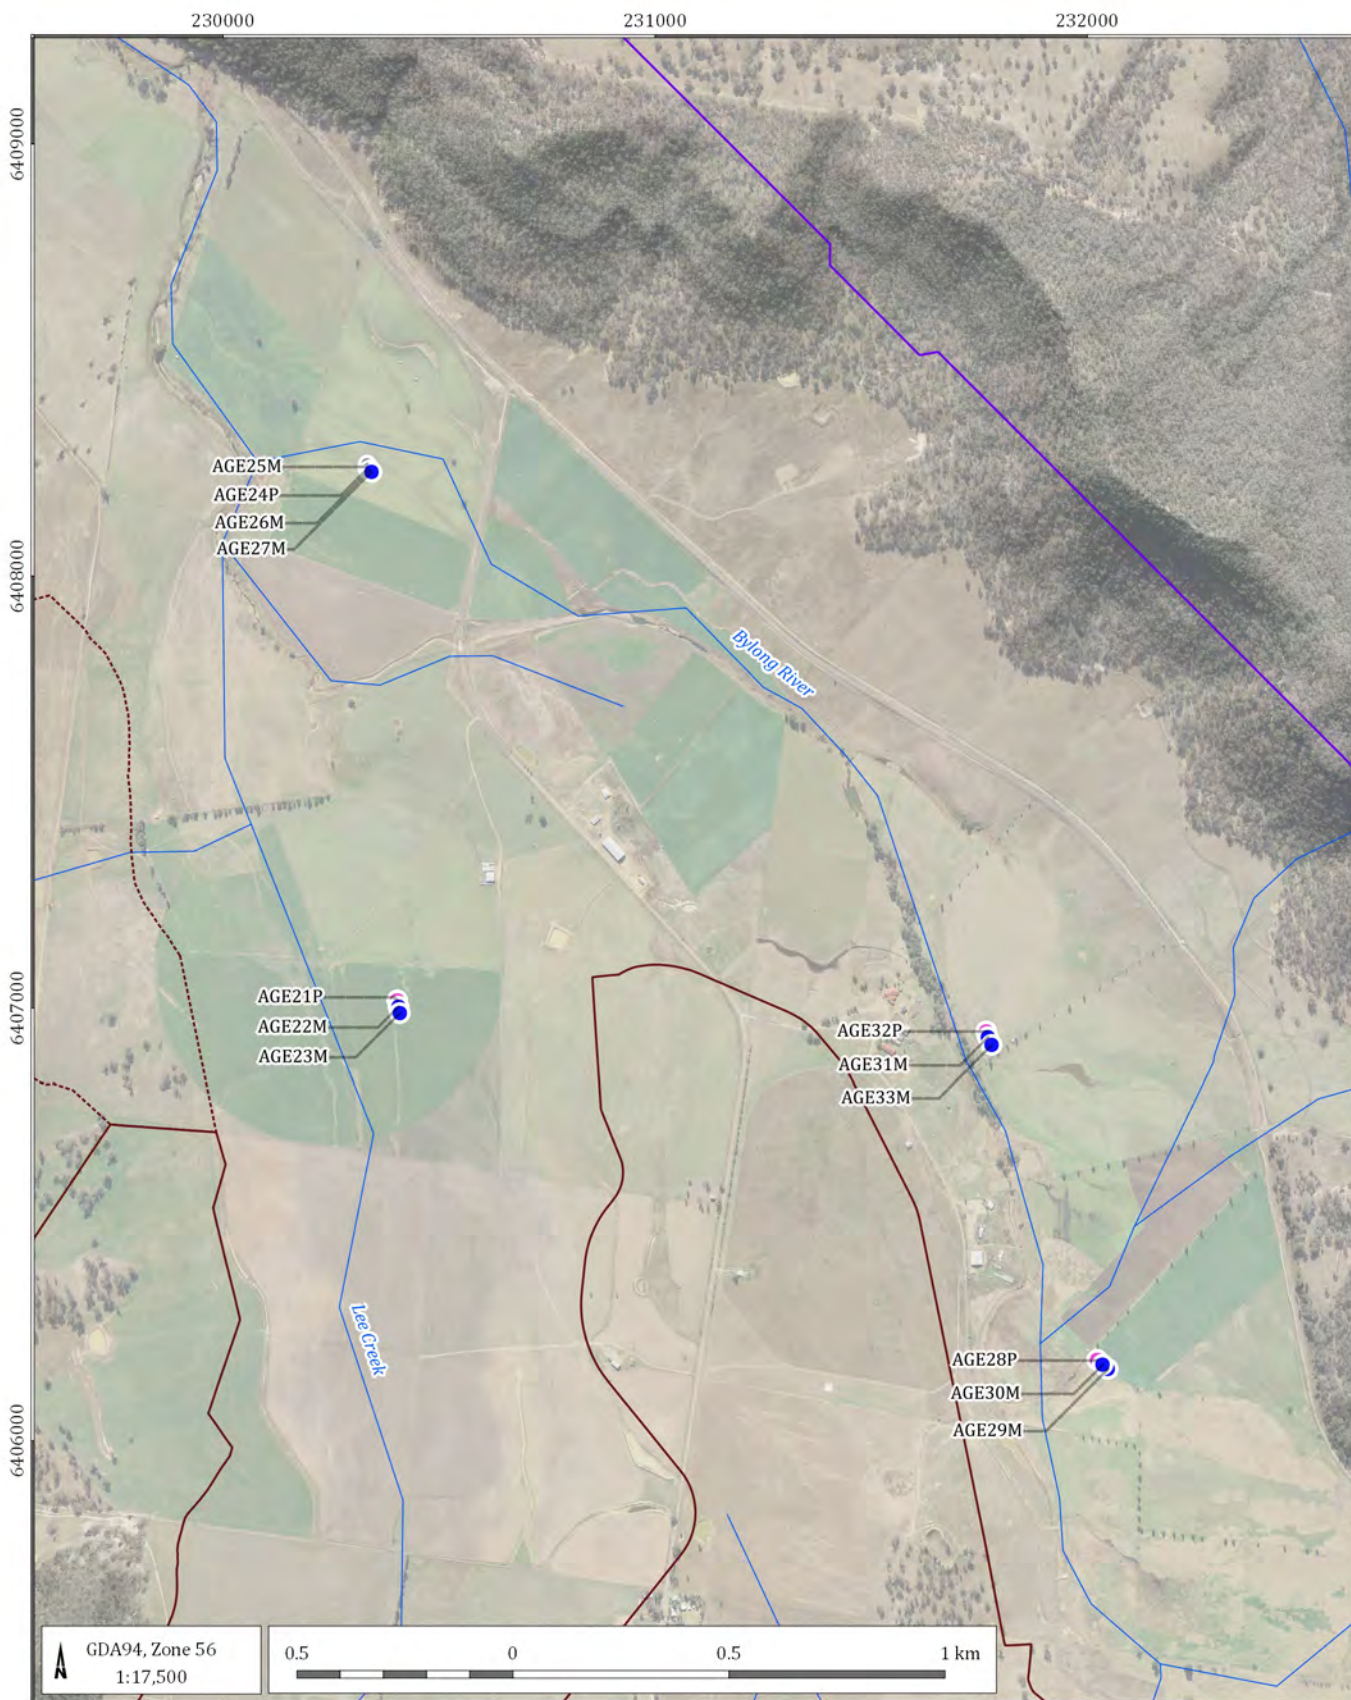 230000
231000
232000
6409000
AGE25M
AGE24P
AGE26M
AGE27M
6408000
Bylong River
AGE21P
AGE22M
AGE23M
6407000
AGE32P
AGE31M
AGE33M
Lee Creek
AGE28P
AGE30M
AGE29M
6406000
N
GDA94, Zone 56
1:17,500
0.5
0
0.5
1 km